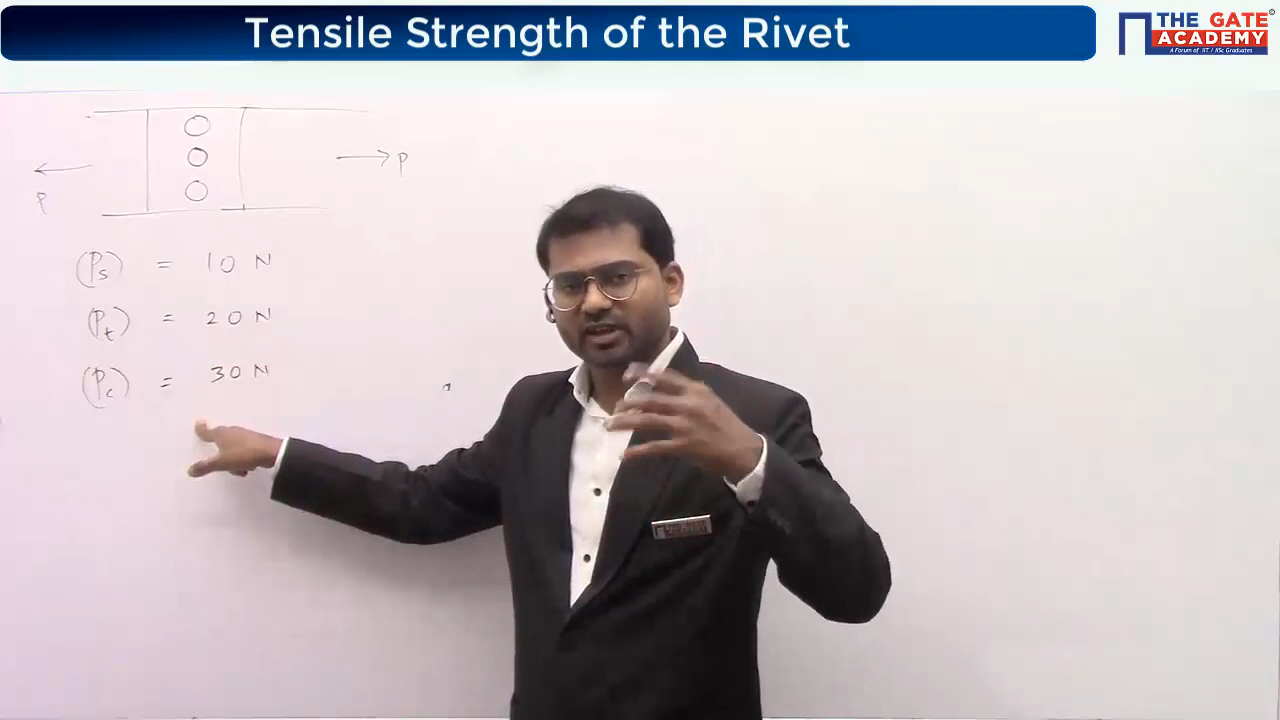 Tensile Strength of the Rivet
THE GATE
ACADEMY
A Forum of IIT / IISc Graduates
P
P
(Ps) = 10 N
(Pt) = 20 N
(Pc) = 30 N